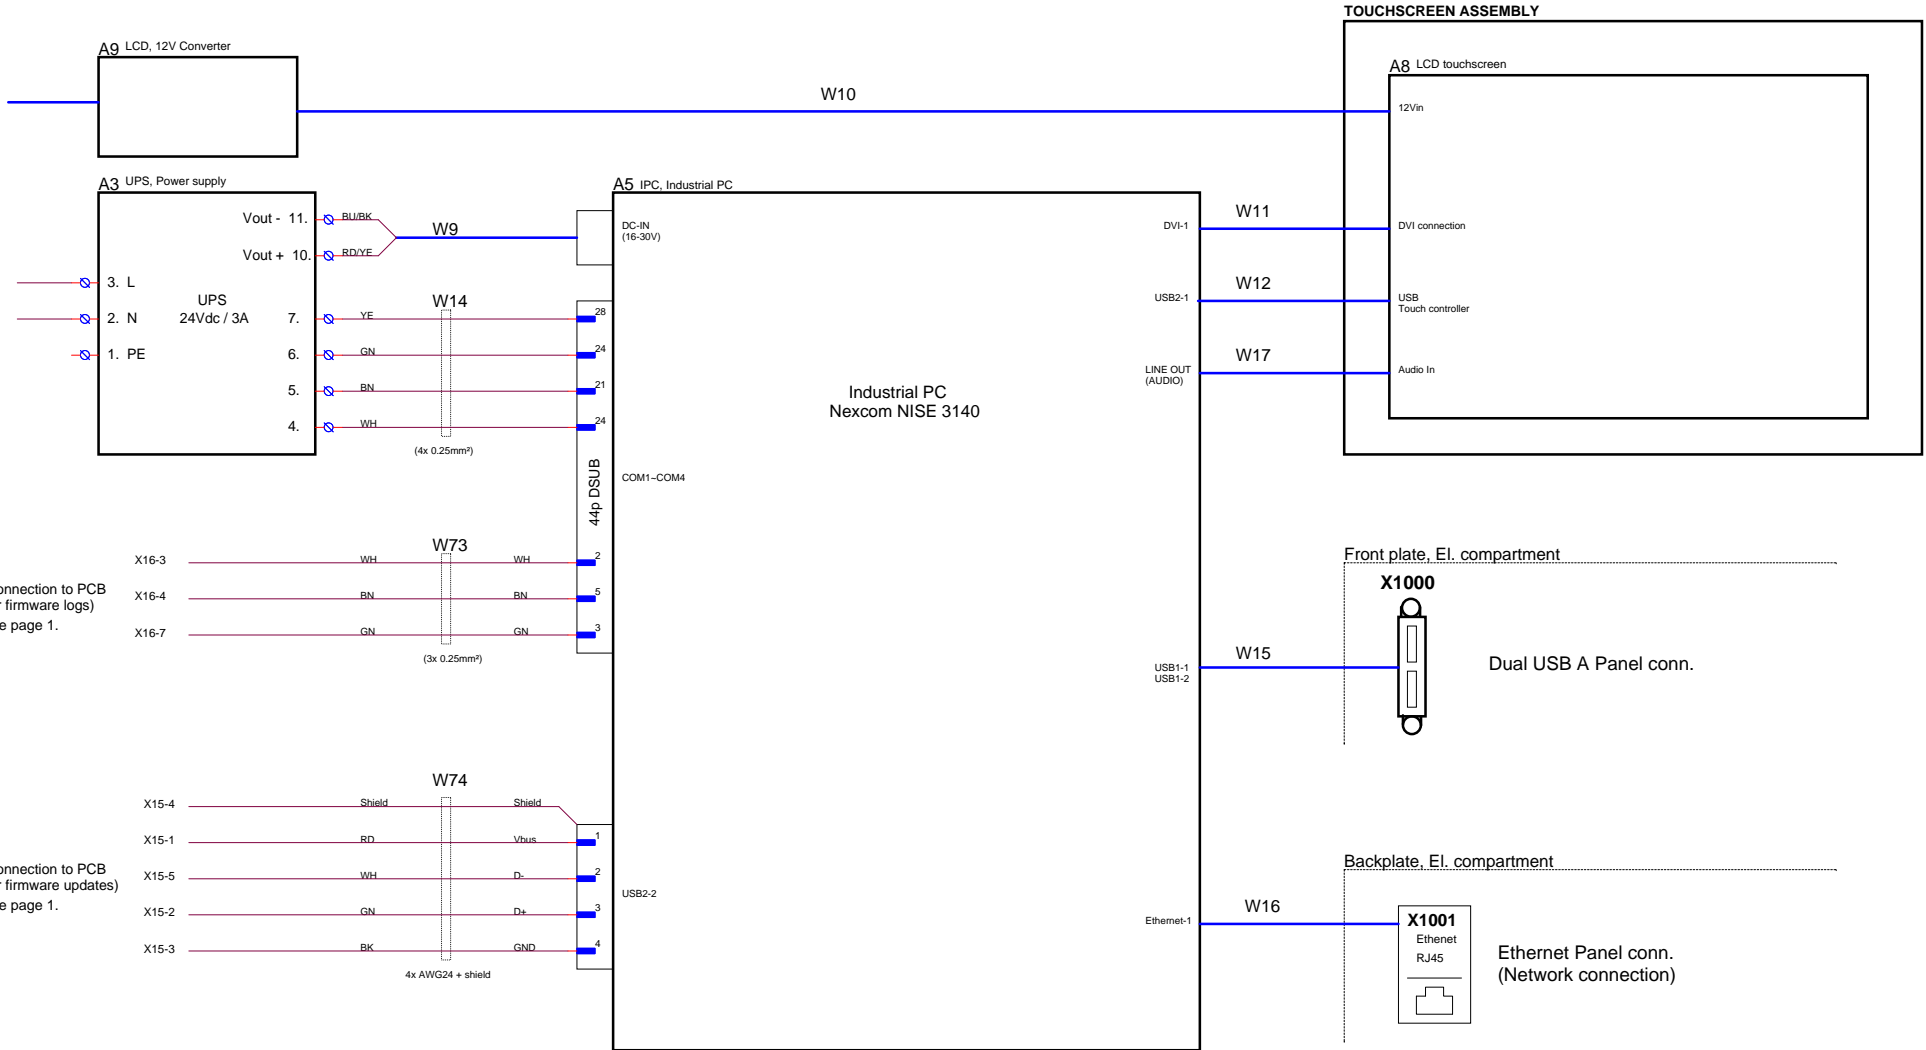 TOUCHSCREEN ASSEMBLY
A9 LCD, 12V Converter
A8 LCD touchscreen
W10
12Vin
A3 UPS, Power supply
A5 IPC, Industrial PC
Vout - 11.
BU/BK
W9
DC-IN
(16-30V)
Vout + 10.
RD/YE
DVI-1
W11
DVI connection
3. L
2. N
1. PE
UPS
24Vdc / 3A
W14
7.
YE
28
6.
GN
24
5.
BN
21
4.
WH
24
(4x 0.25mm²)
USB2-1
W12
USB
Touch controller
LINE OUT
(AUDIO)
W17
Audio In
Industrial PC
Nexcom NISE 3140
44p DSUB
COM1~COM4
W73
X16-3
WH
WH
2
X16-4
BN
BN
5
X16-7
GN
GN
3
(3x 0.25mm²)
onnection to PCB
r firmware logs)
e page 1.
Front plate, El. compartment
X1000
USB1-1
USB1-2
W15
Dual USB A Panel conn.
W74
X15-4
Shield
Shield
X15-1
RD
Vbus
1
X15-5
WH
D-
2
X15-2
GN
D+
3
X15-3
BK
GND
4
4x AWG24 + shield
onnection to PCB
r firmware updates)
e page 1.
USB2-2
Backplate, El. compartment
Ethernet-1
W16
X1001
Ethenet
RJ45
Ethernet Panel conn.
(Network connection)